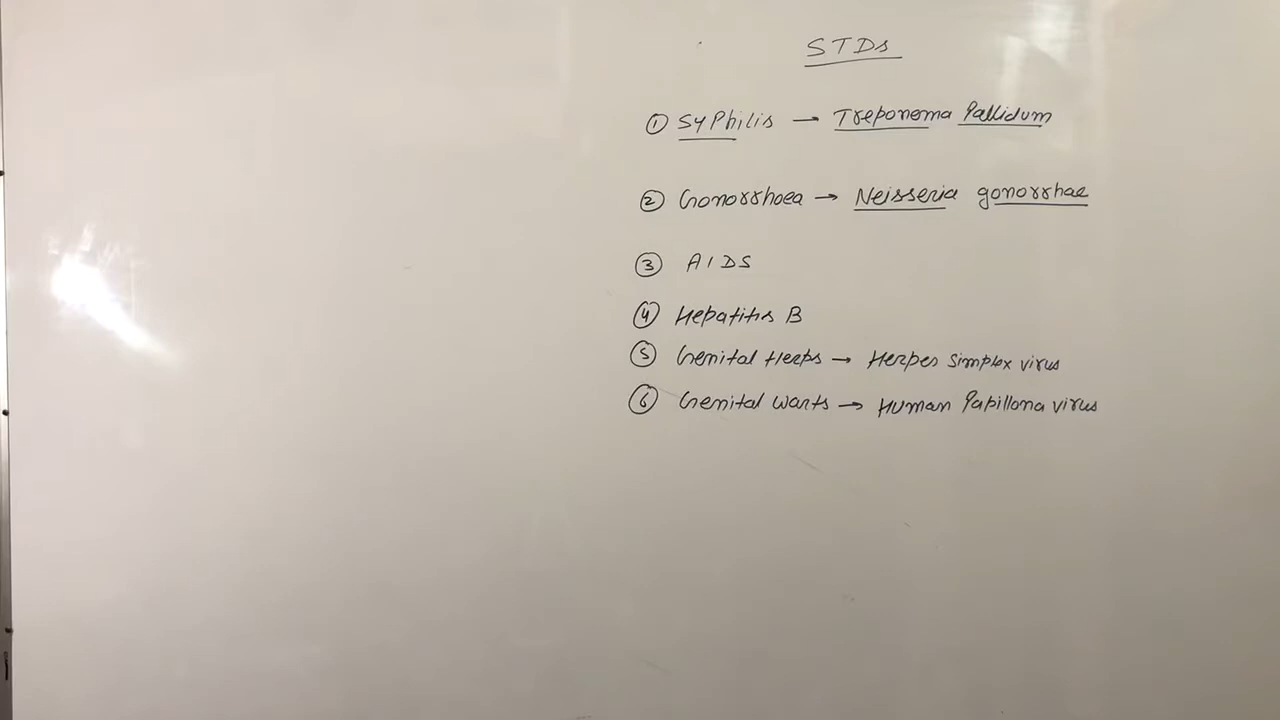 STDs
① Syphilis → Treponema Pallidum
② Gonorrhoea → Neisseria gonorrhae
③ AIDS
④ Hepatitis B
⑤ Genital Herps → Herpes simplex virus
⑥ Genital warts → Human Papillona virus